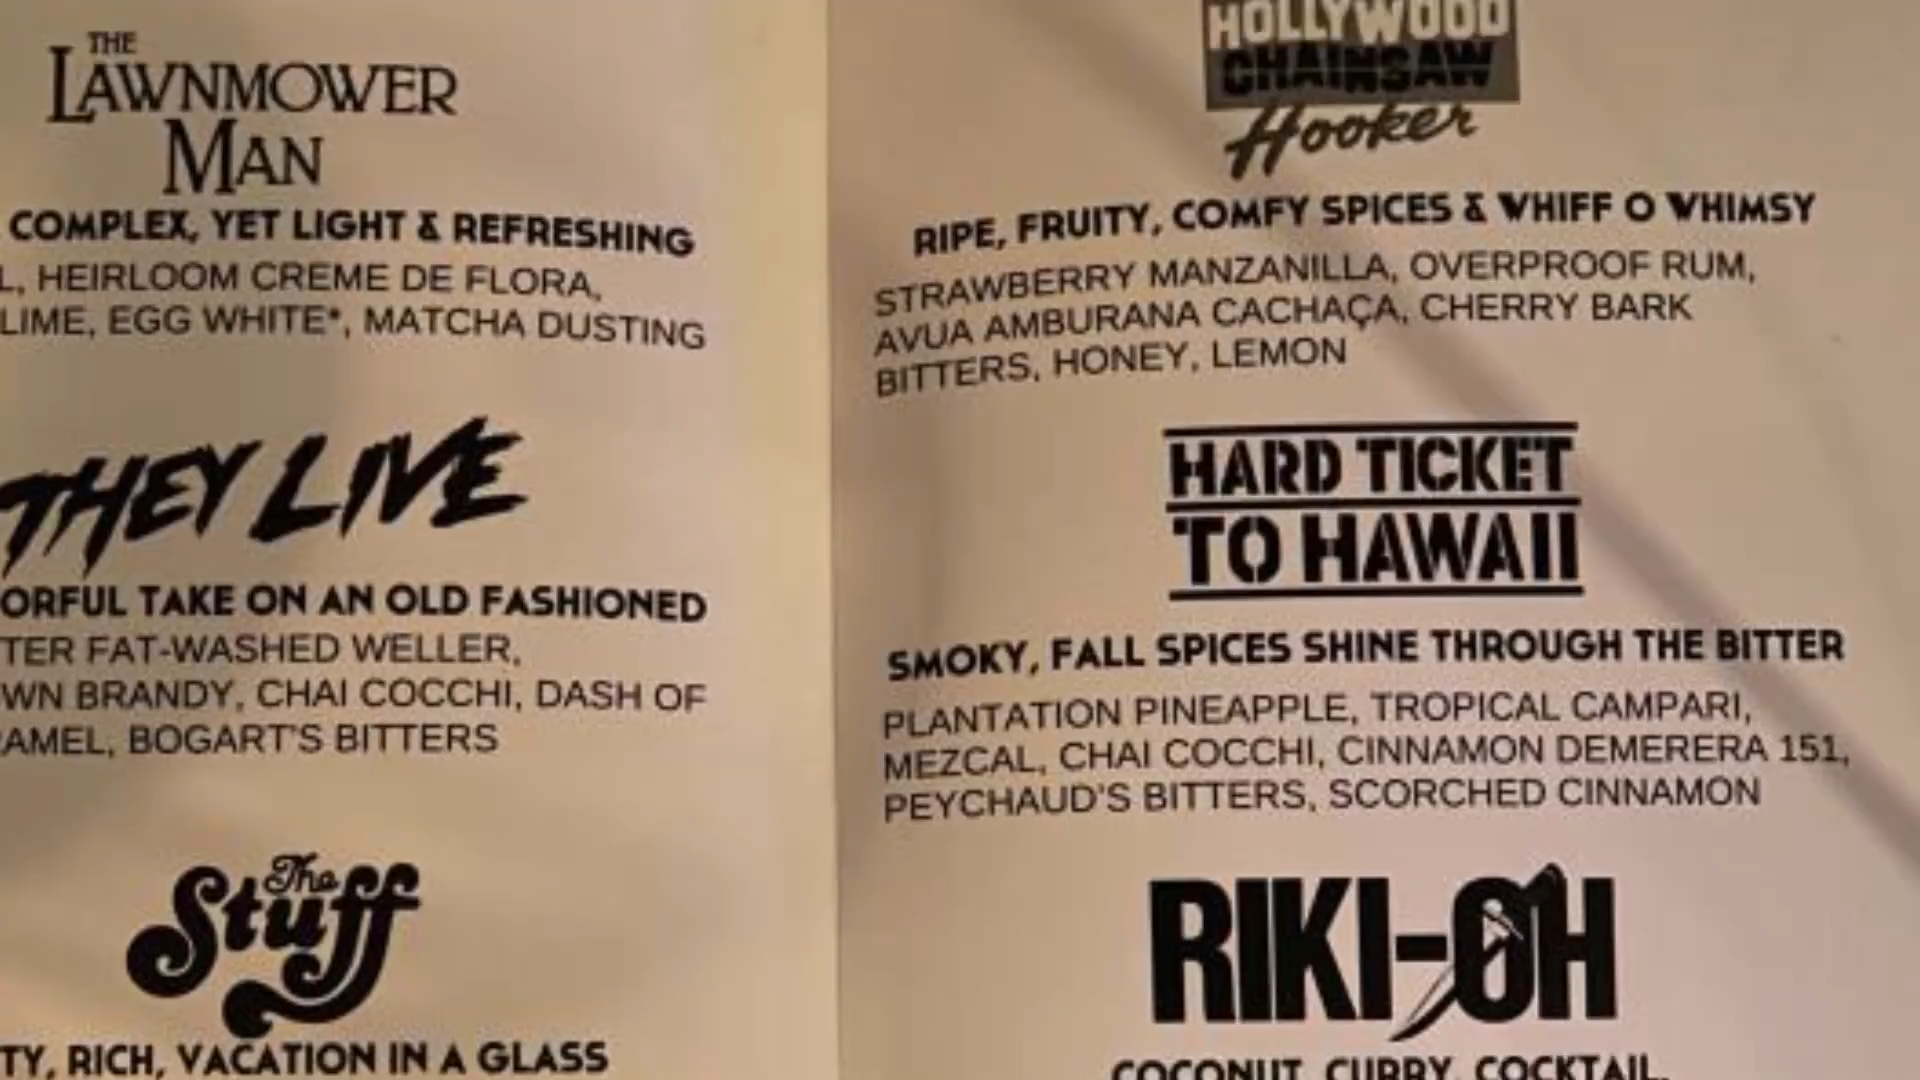 THE
LAWNMOWER
MAN
COMPLEX, YET LIGHT & REFRESHING
L, HEIRLOOM CREME DE FLORA,
LIME, EGG WHITE*, MATCHA DUSTING
THEY LIVE
ORFUL TAKE ON AN OLD FASHIONED
TER FAT-WASHED WELLER,
WN BRANDY, CHAI COCCHI, DASH OF
AMEL, BOGART'S BITTERS
The
Stuff
TY, RICH, VACATION IN A GLASS
HOLLYWOOD
CHAINSAW
Hooker
RIPE, FRUITY, COMFY SPICES & WHIFF O WHIMSY
STRAWBERRY MANZANILLA, OVERPROOF RUM,
AVUA AMBURANA CACHAÇA, CHERRY BARK
BITTERS, HONEY, LEMON
HARD TICKET
TO HAWAII
SMOKY, FALL SPICES SHINE THROUGH THE BITTER
PLANTATION PINEAPPLE, TROPICAL CAMPARI,
MEZCAL, CHAI COCCHI, CINNAMON DEMERERA 151,
PEYCHAUD'S BITTERS, SCORCHED CINNAMON
RIKI-OH
COCONUT, CURRY, COCKTAIL.